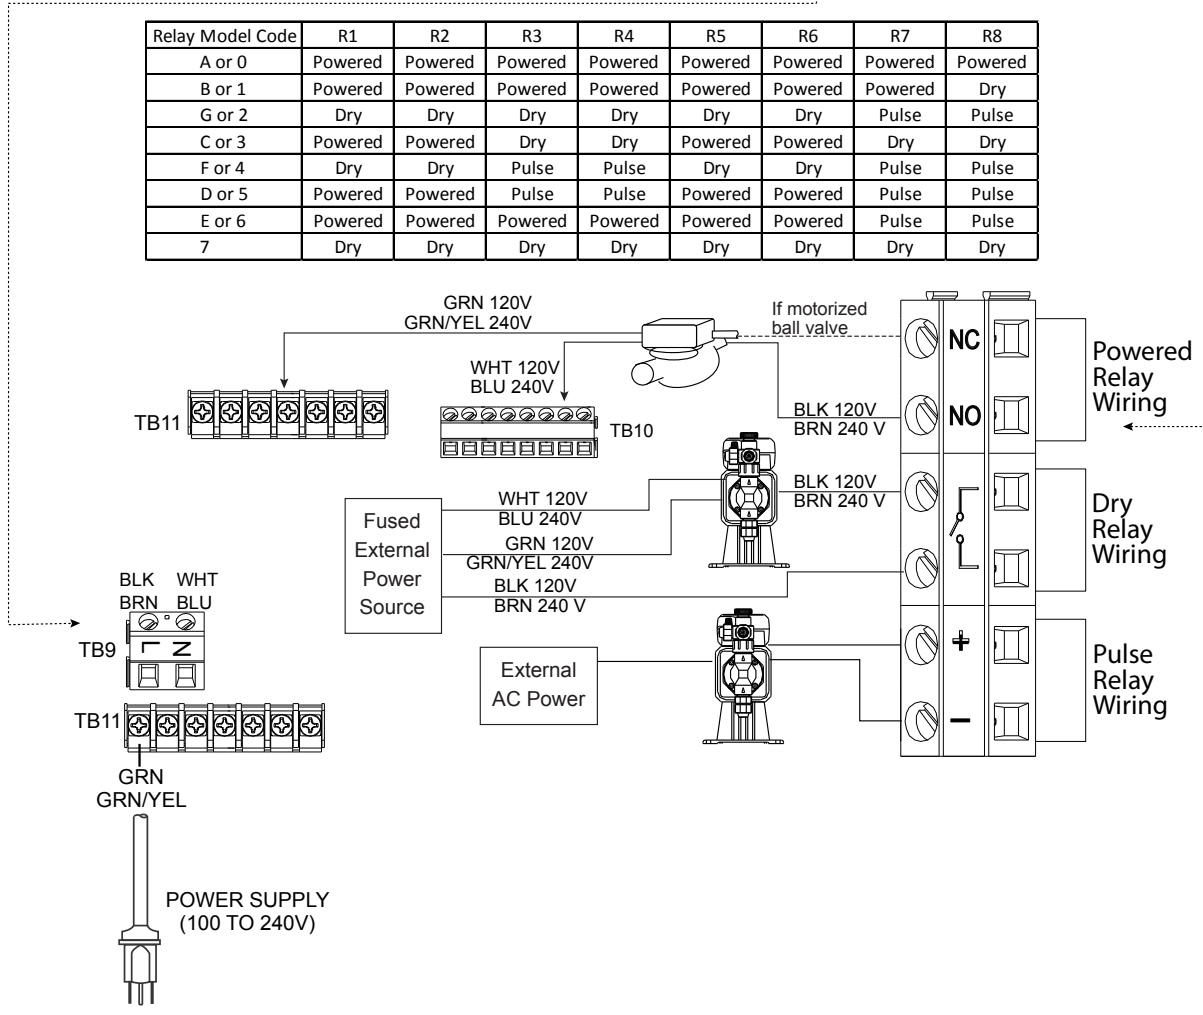 Relay Model Code R1 R2 R3 R4 R5 R6 R7 R8
A or 0 Powered Powered Powered Powered Powered Powered Powered Powered
B or 1 Powered Powered Powered Powered Powered Powered Powered Dry
G or 2 Dry Dry Dry Dry Dry Dry Pulse Pulse
C or 3 Powered Powered Dry Dry Powered Powered Dry Dry
F or 4 Dry Dry Pulse Pulse Dry Dry Pulse Pulse
D or 5 Powered Powered Pulse Pulse Powered Powered Pulse Pulse
E or 6 Powered Powered Powered Powered Powered Powered Pulse Pulse
7 Dry Dry Dry Dry Dry Dry Dry Dry
GRN 120V
GRN/YEL 240V
If motorized
ball valve
NC
Powered
Relay
Wiring
WHT 120V
BLU 240V
TB11
TB10
BLK 120V
BRN 240 V
NO
BLK 120V
BRN 240 V
Dry
Relay
Wiring
Fused
External
Power
Source
WHT 120V
BLU 240V
GRN 120V
GRN/YEL 240V
BLK 120V
BRN 240 V
BLK WHT
BRN BLU
TB9
L N
External
AC Power
+
-
Pulse
Relay
Wiring
TB11
GRN
GRN/YEL
POWER SUPPLY
(100 TO 240V)